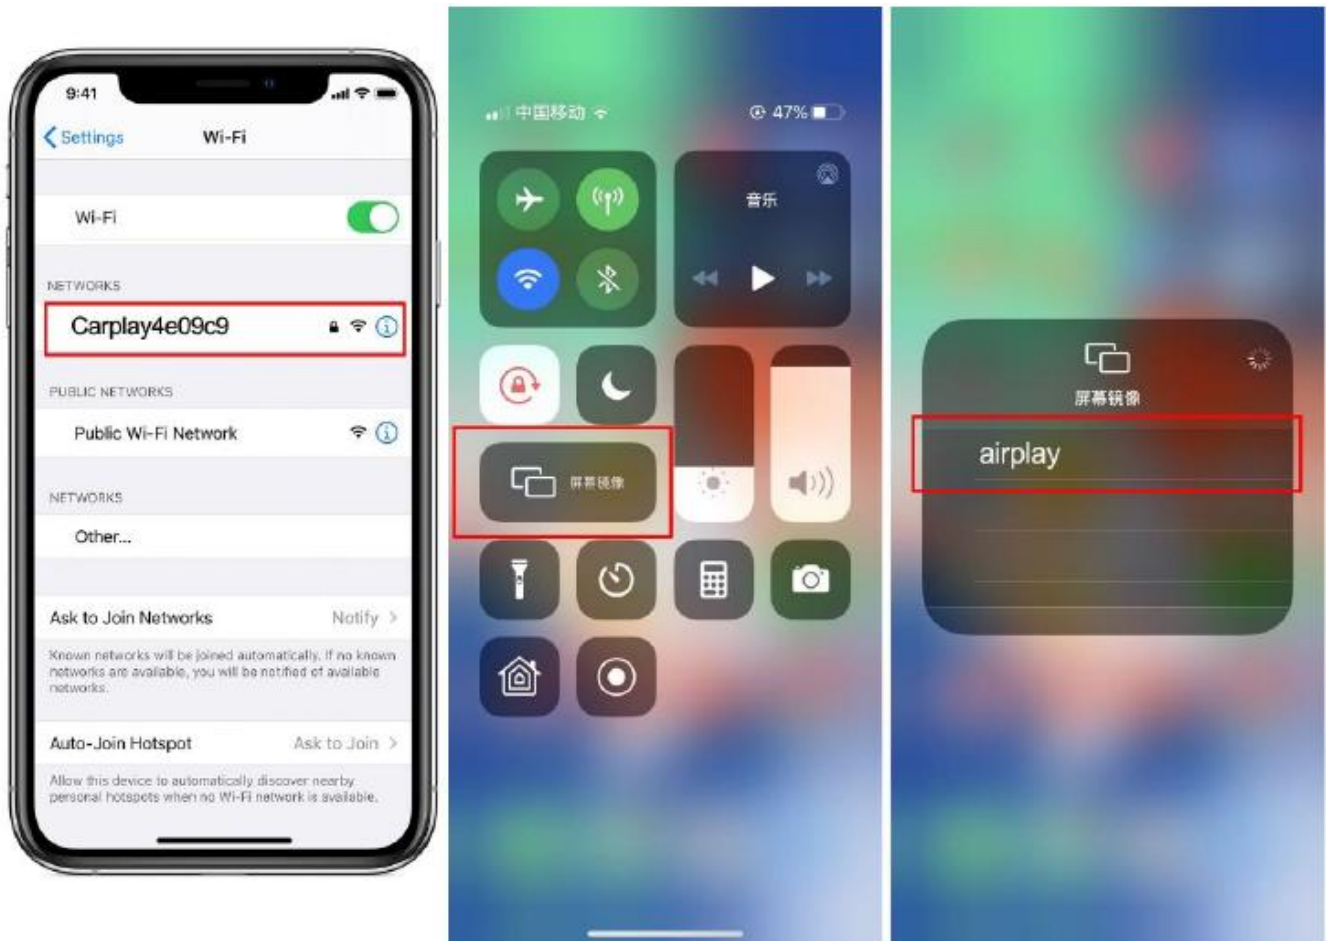 9:41
Settings
Wi-Fi
Wi-Fi
NETWORKS
Carplay4e09c9
PUBLIC NETWORKS
Public Wi-Fi Network
NETWORKS
Other...
Ask to Join Networks
Notify
Known networks will be joined automatically. If no known
networks are available, you will be notified of available
networks.
Auto-Join Hotspot
Ask to Join
Allow this device to automatically discover nearby
personal hotspots when no Wi-Fi network is available.
中国移动
47%
音乐
屏幕镜像
屏幕镜像
airplay